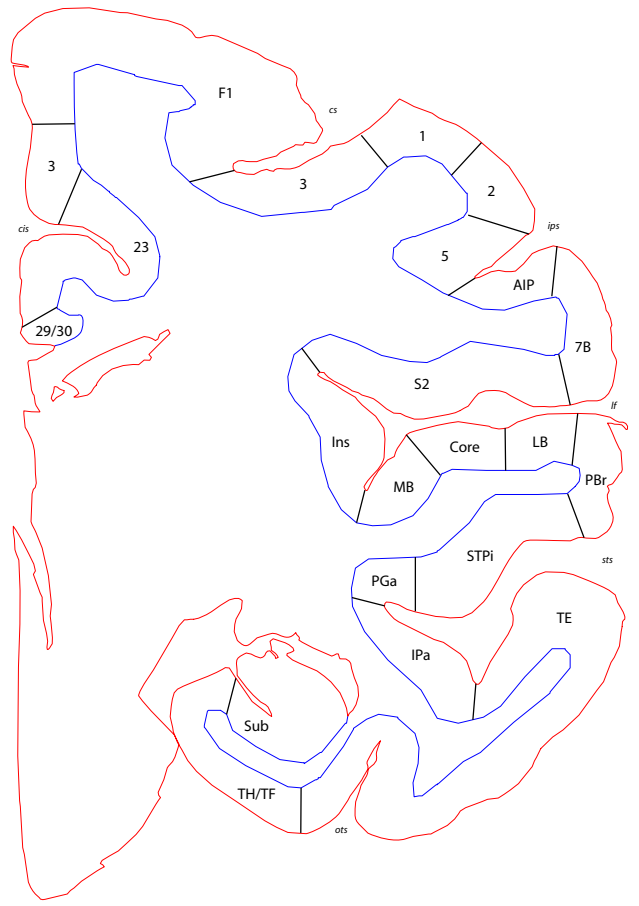 F1
cs
1
3
3
2
cis
ips
23
5
AIP
29/30
7B
S2
lf
Ins
Core
LB
MB
PBr
STPi
sts
PGa
TE
IPa
Sub
TH/TF
ots